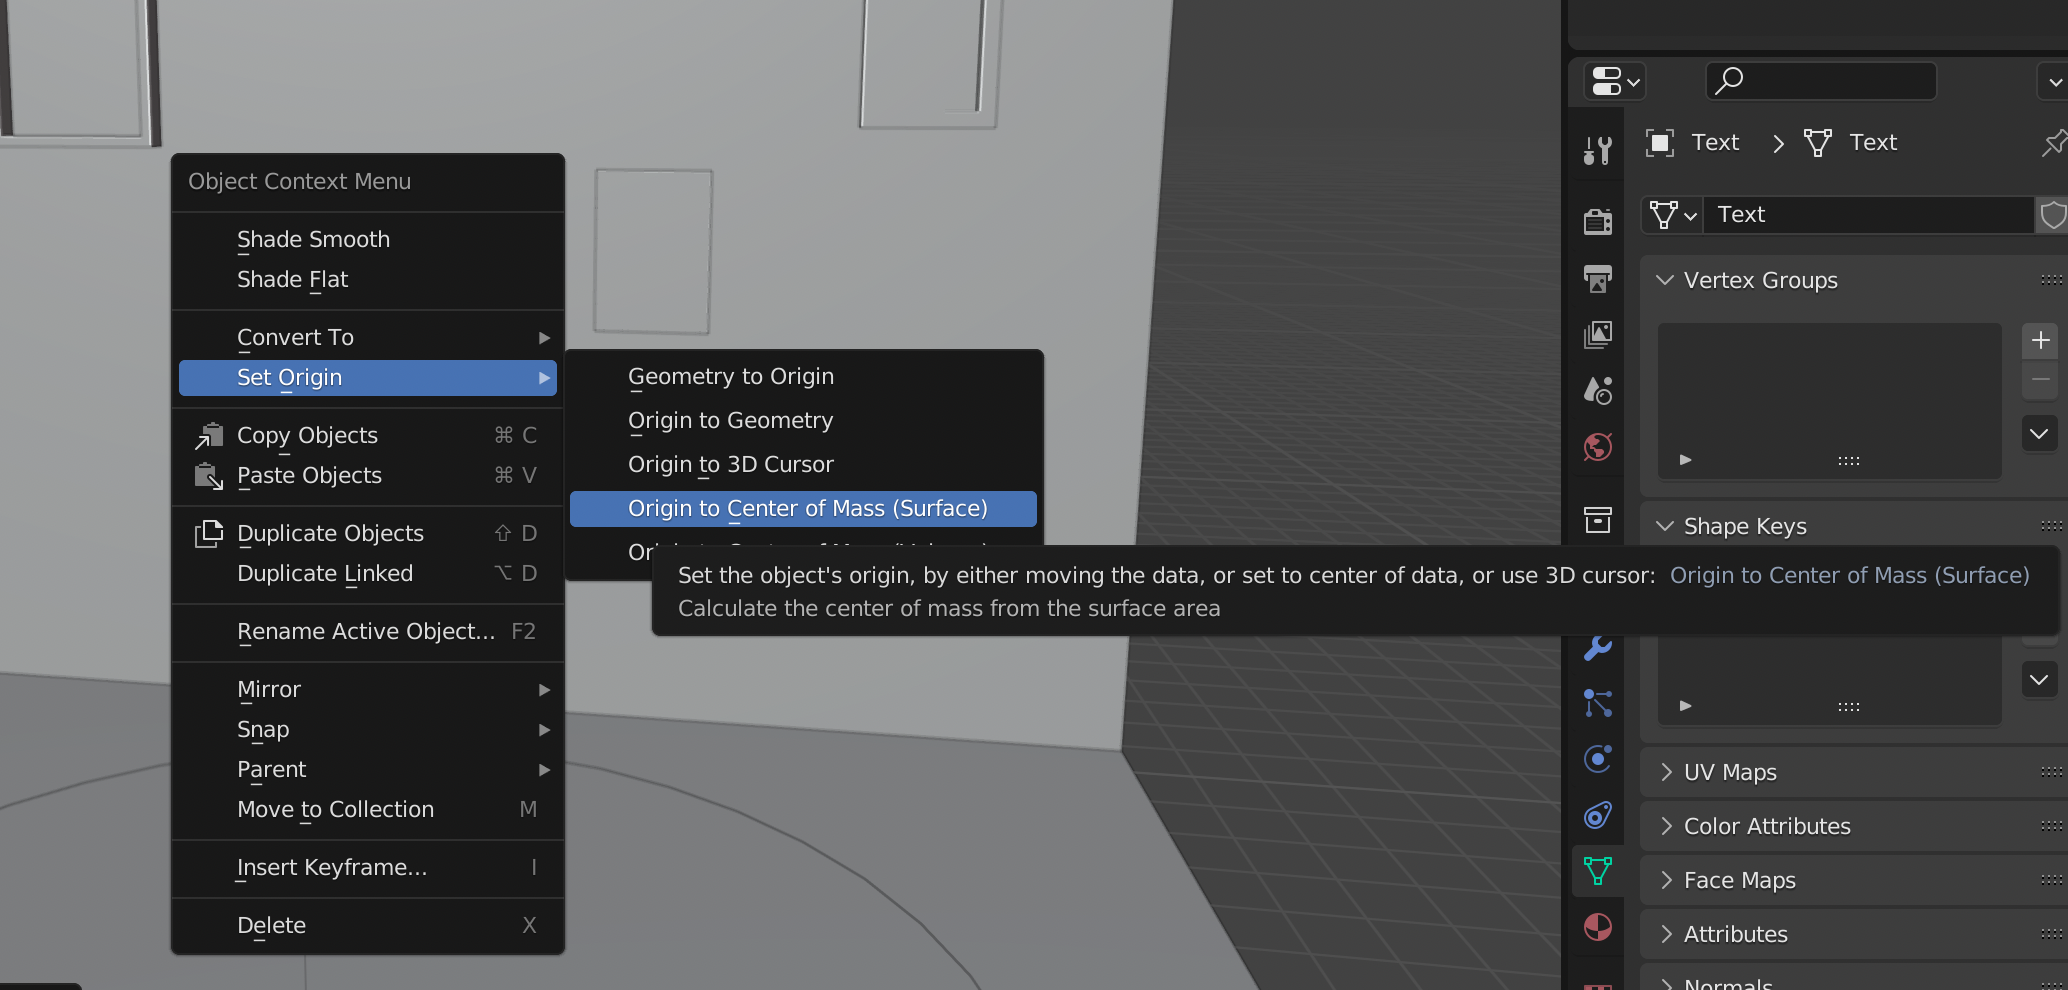 Object Context Menu
Shade Smooth
Shade Flat
Convert To
Set Origin
Copy Objects ⌘ C
Paste Objects ⌘ V
Duplicate Objects ⇧ D
Duplicate Linked ⌥ D
Rename Active Object... F2
Mirror
Snap
Parent
Move to Collection M
Insert Keyframe... I
Delete X
Geometry to Origin
Origin to Geometry
Origin to 3D Cursor
Origin to Center of Mass (Surface)
Set the object's origin, by either moving the data, or set to center of data, or use 3D cursor: Origin to Center of Mass (Surface)
Calculate the center of mass from the surface area
Text > Text
Text
Vertex Groups
Shape Keys
UV Maps
Color Attributes
Face Maps
Attributes
Normals